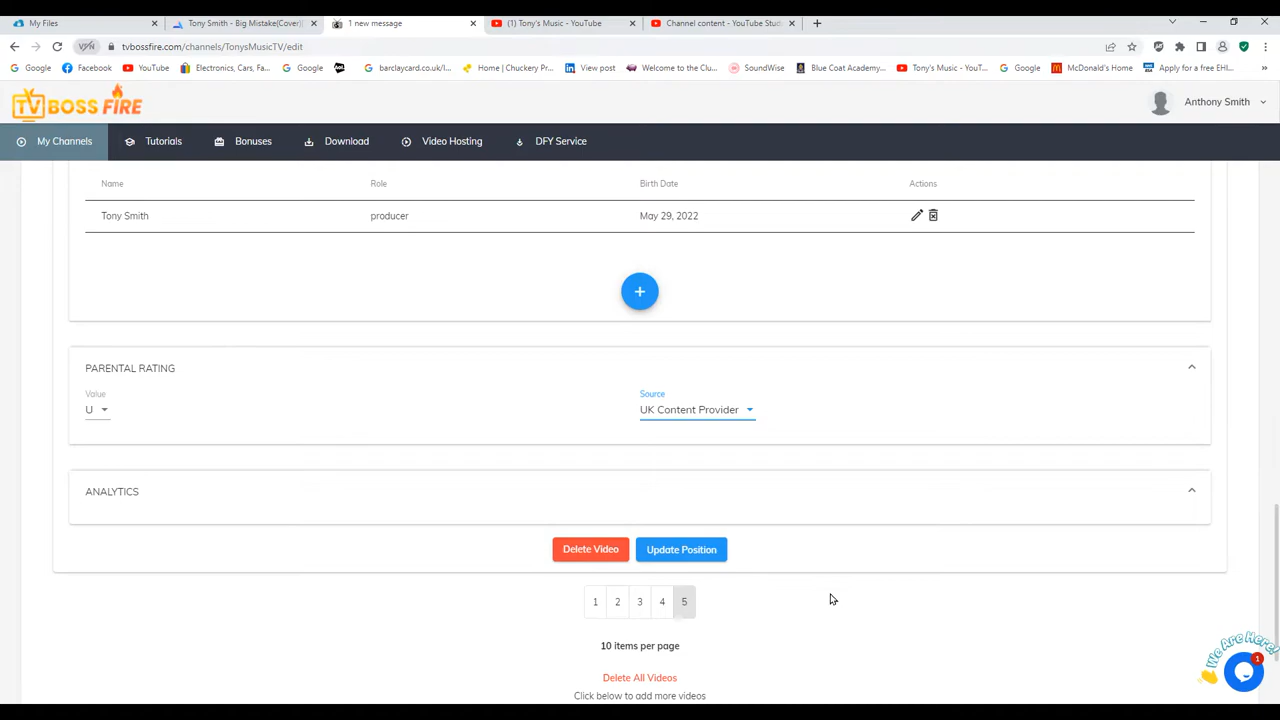 My Files
Tony Smith - Big Mistake(Cover)
1 new message
(1) Tony's Music - YouTube
Channel content - YouTube Stud
VPN
tvbossfire.com/channels/TonysMusicTV/edit
Google
Facebook
YouTube
Electronics, Cars, Fa...
Google
barclaycard.co.uk/l...
Home | Chuckery Pr...
View post
Welcome to the Clu...
SoundWise
Blue Coat Academy...
Tony's Music - YouT...
Google
McDonald's Home
Apply for a free EHI...
»
TV BOSS FIRE
Anthony Smith
My Channels
Tutorials
Bonuses
Download
Video Hosting
DFY Service
Name
Role
Birth Date
Actions
Tony Smith
producer
May 29, 2022
+
PARENTAL RATING
Value
Source
U
UK Content Provider
ANALYTICS
Delete Video
Update Position
1
2
3
4
5
10 items per page
Delete All Videos
Click below to add more videos
We Are Here!
1